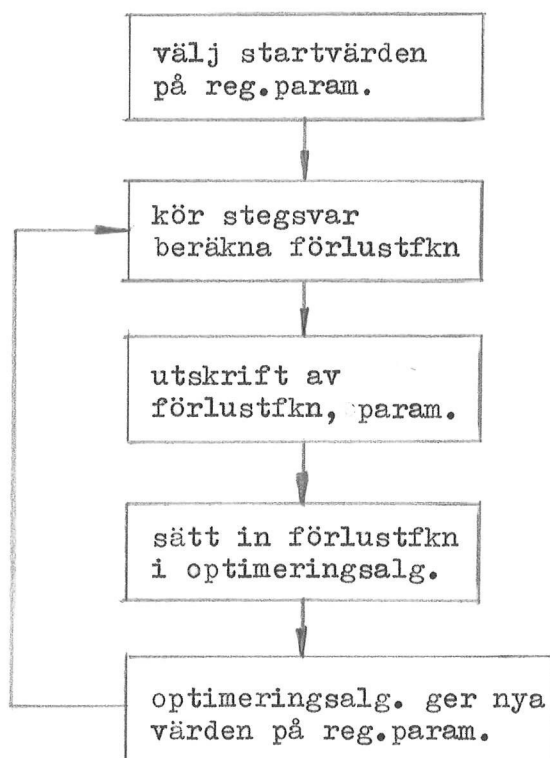 välj startvärden
på reg.param.
kör stegsvar
beräkna förlustfkn
utskrift av
förlustfkn, param.
sätt in förlustfkn
i optimeringsalg.
optimeringsalg. ger nya
värden på reg.param.